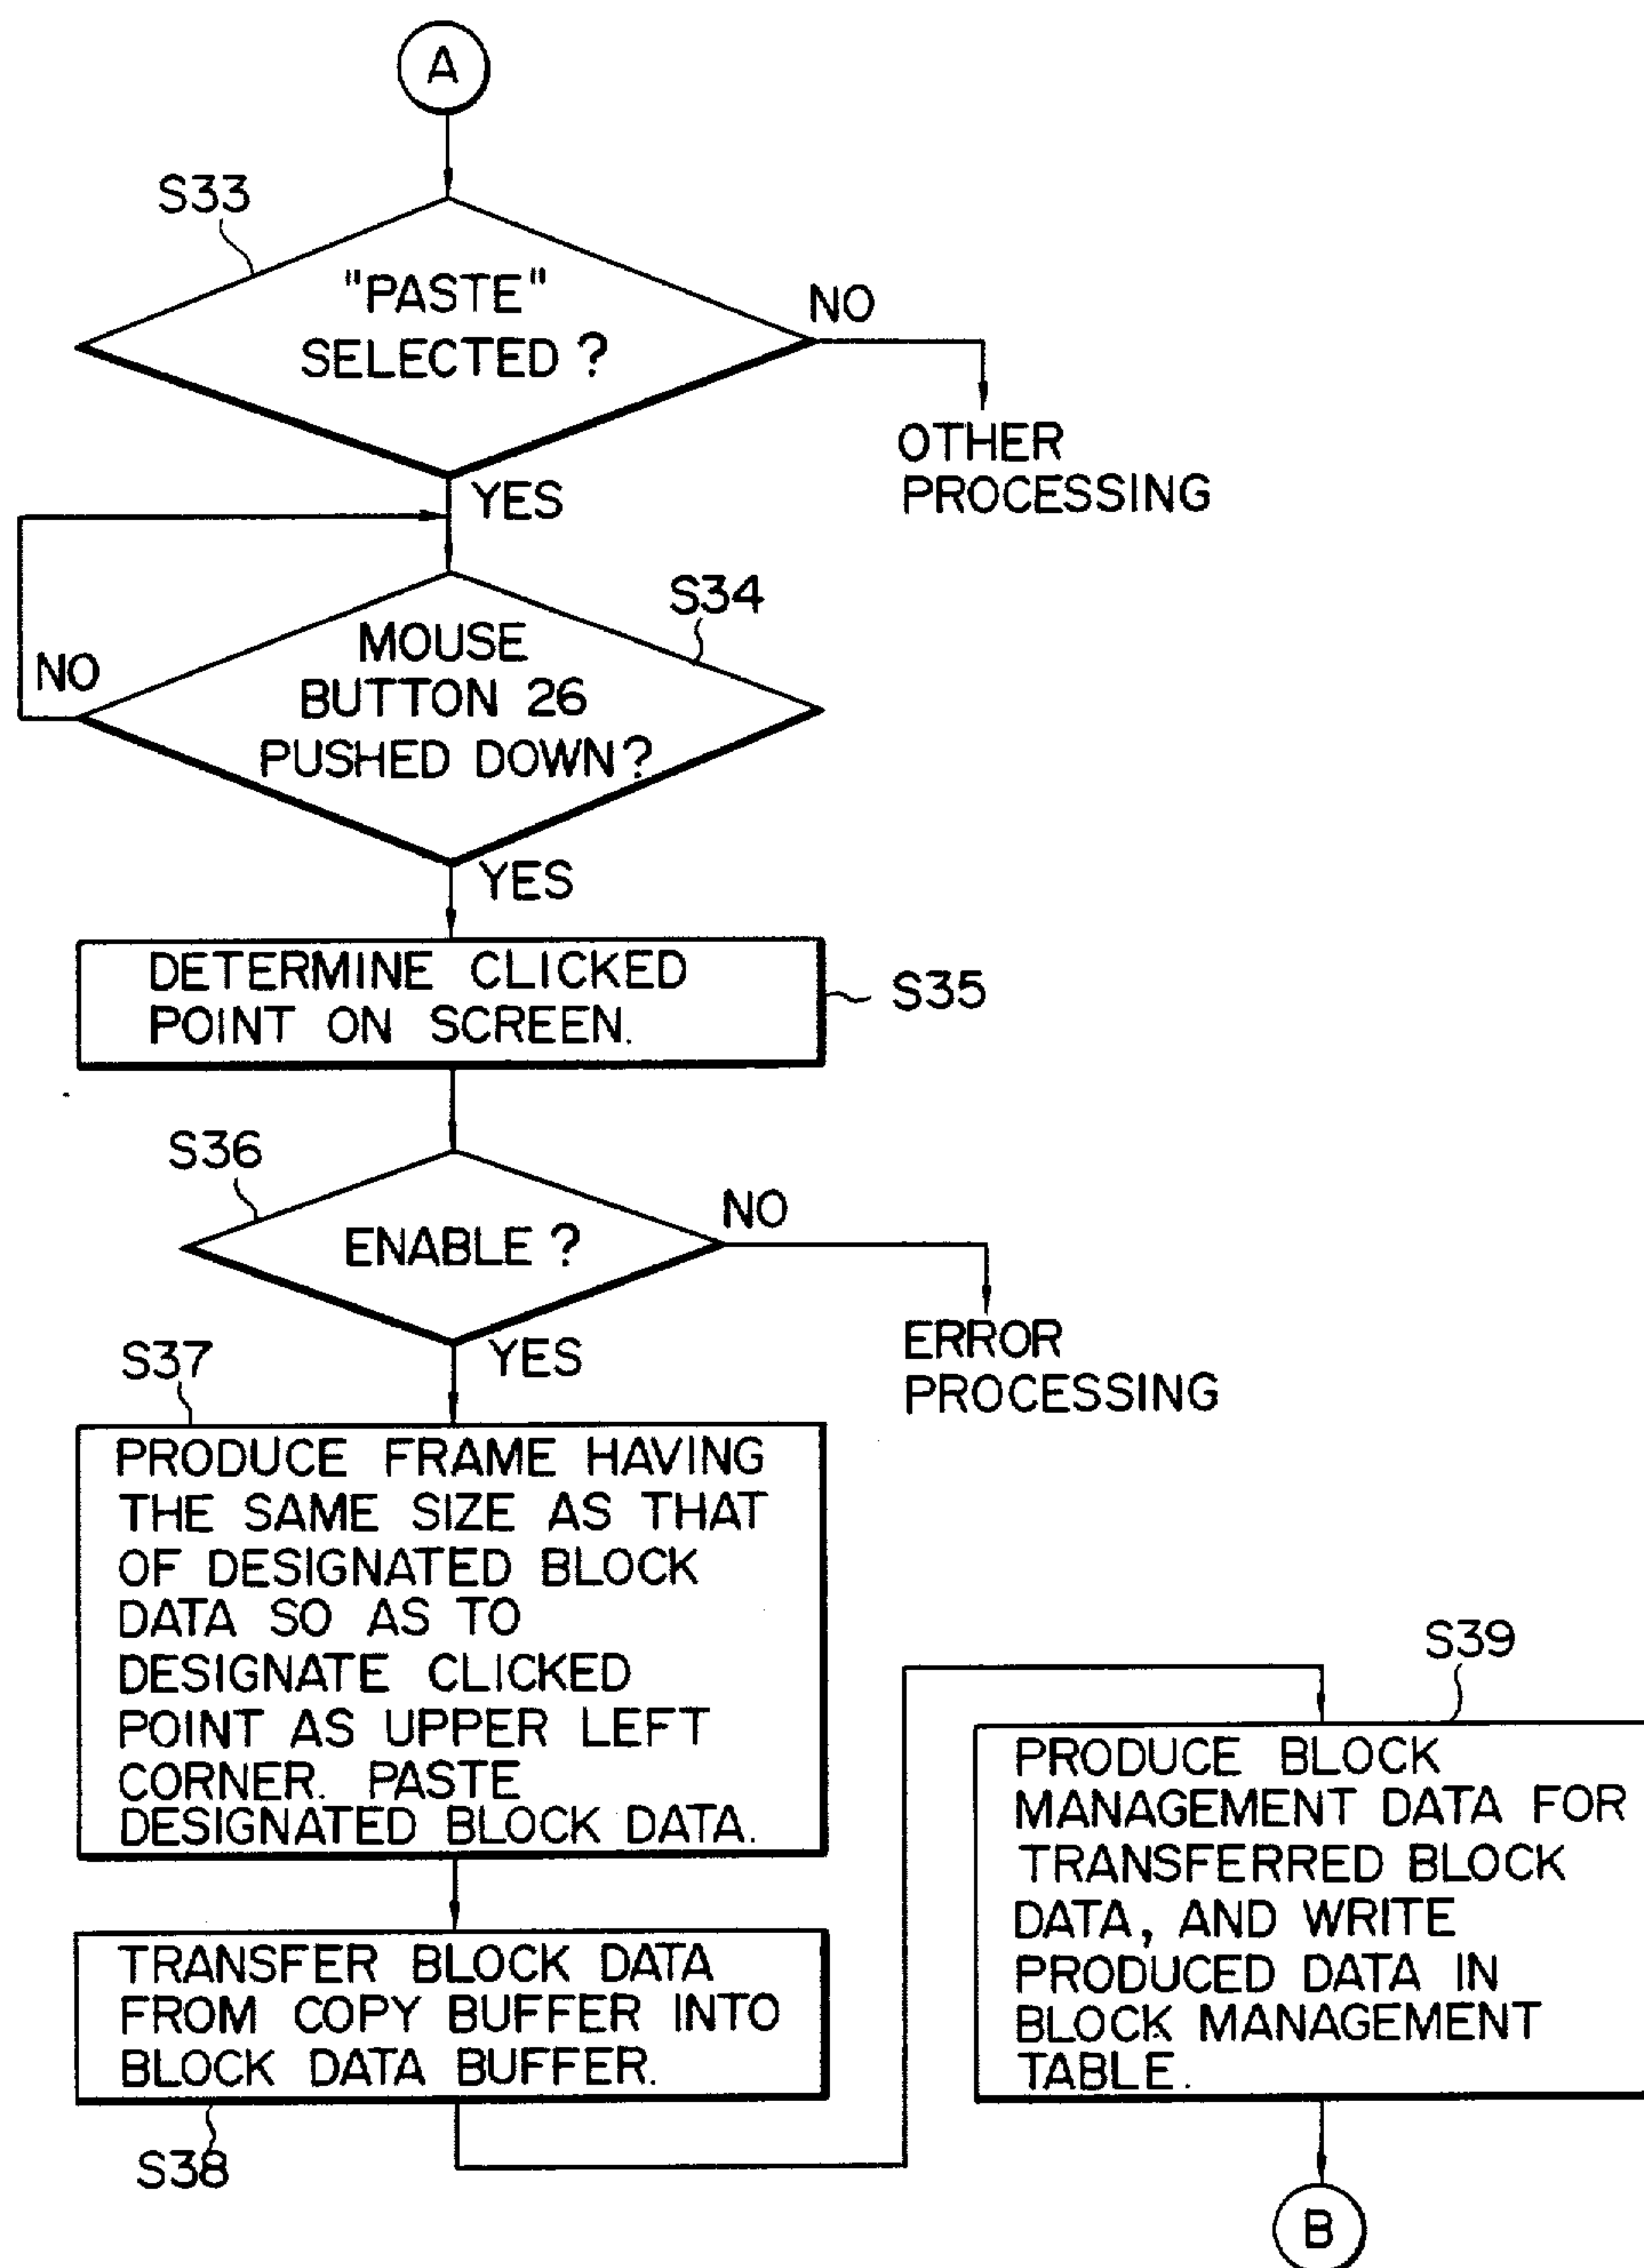 A
S33
"PASTE"
SELECTED ?
NO
OTHER
PROCESSING
YES
S34
MOUSE
BUTTON 26
PUSHED DOWN?
NO
YES
DETERMINE CLICKED
POINT ON SCREEN.
S35
S36
ENABLE ?
NO
ERROR
PROCESSING
YES
S37
PRODUCE FRAME HAVING
THE SAME SIZE AS THAT
OF DESIGNATED BLOCK
DATA SO AS TO
DESIGNATE CLICKED
POINT AS UPPER LEFT
CORNER. PASTE
DESIGNATED BLOCK DATA.
TRANSFER BLOCK DATA
FROM COPY BUFFER INTO
BLOCK DATA BUFFER.
S38
S39
PRODUCE BLOCK
MANAGEMENT DATA FOR
TRANSFERRED BLOCK
DATA, AND WRITE
PRODUCED DATA IN
BLOCK MANAGEMENT
TABLE.
B